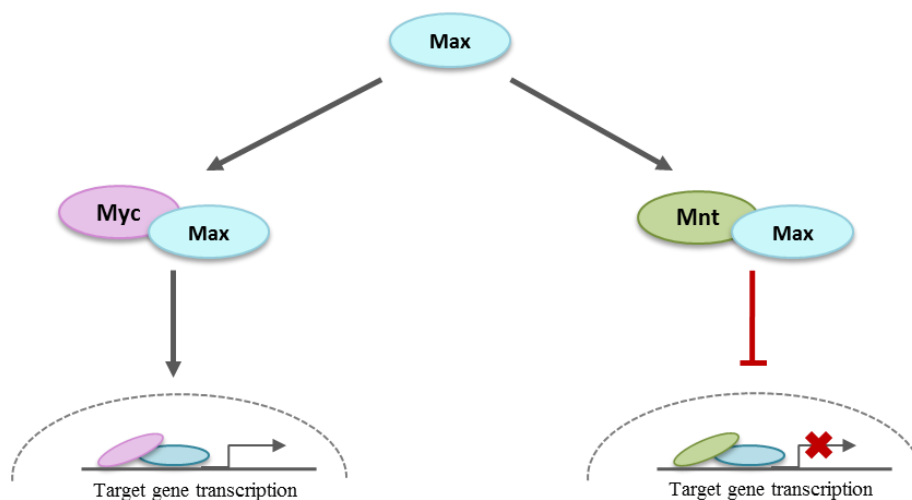 Max
Myc
Max
Mnt
Max
Target gene transcription
Target gene transcription